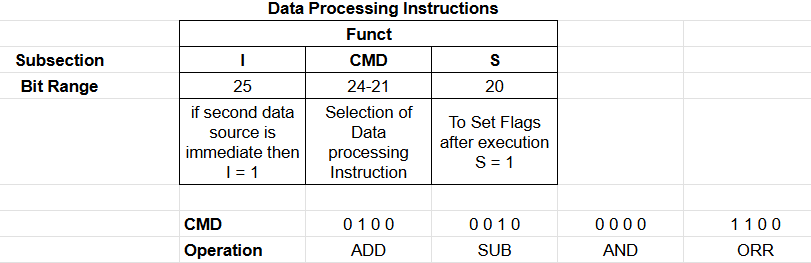 Data Processing Instructions
Funct
Subsection I CMD S
Bit Range 25 24-21 20
if second data
source is
immediate then
I = 1
Selection of
Data
processing
Instruction
To Set Flags
after execution
S = 1
CMD 0 1 0 0 0 0 1 0 0 0 0 0 1 1 0 0
Operation ADD SUB AND ORR